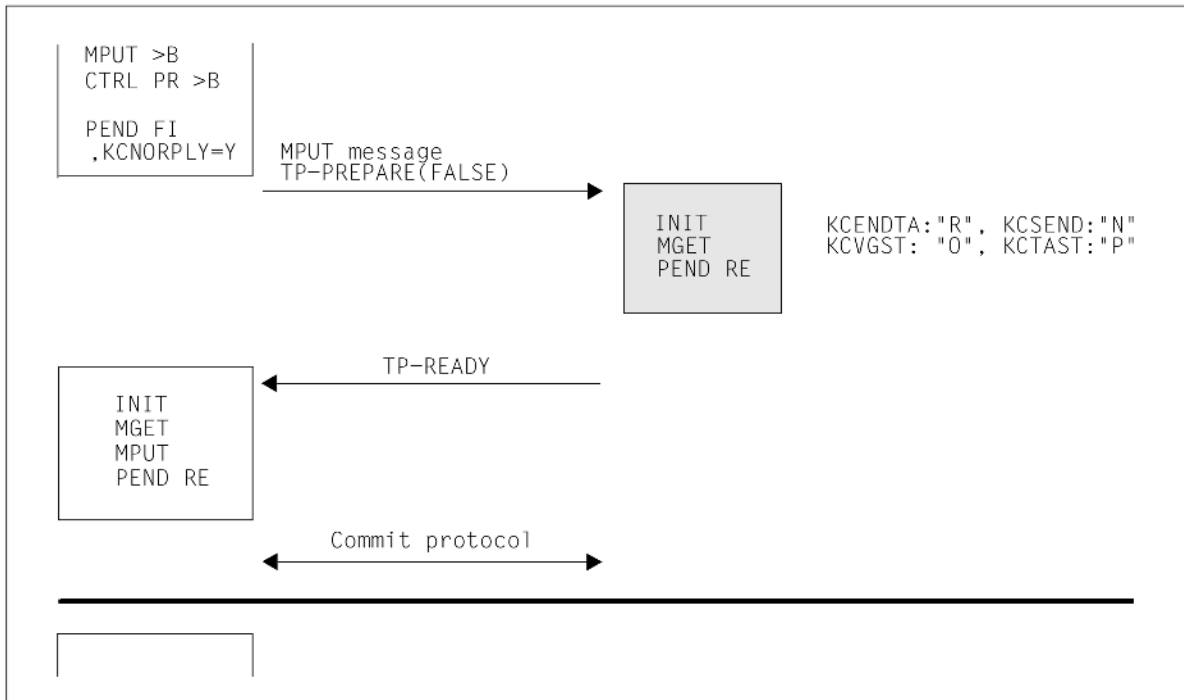 MPUT >B
CTRL PR >B
PEND FI
,KCNORPLY=Y
MPUT message
TP-PREPARE(FALSE)
INIT
MGET
PEND RE
KCENDTA:"R", KCSEND:"N"
KCVGST: "O", KCTAST:"P"
TP-READY
INIT
MGET
MPUT
PEND RE
Commit protocol